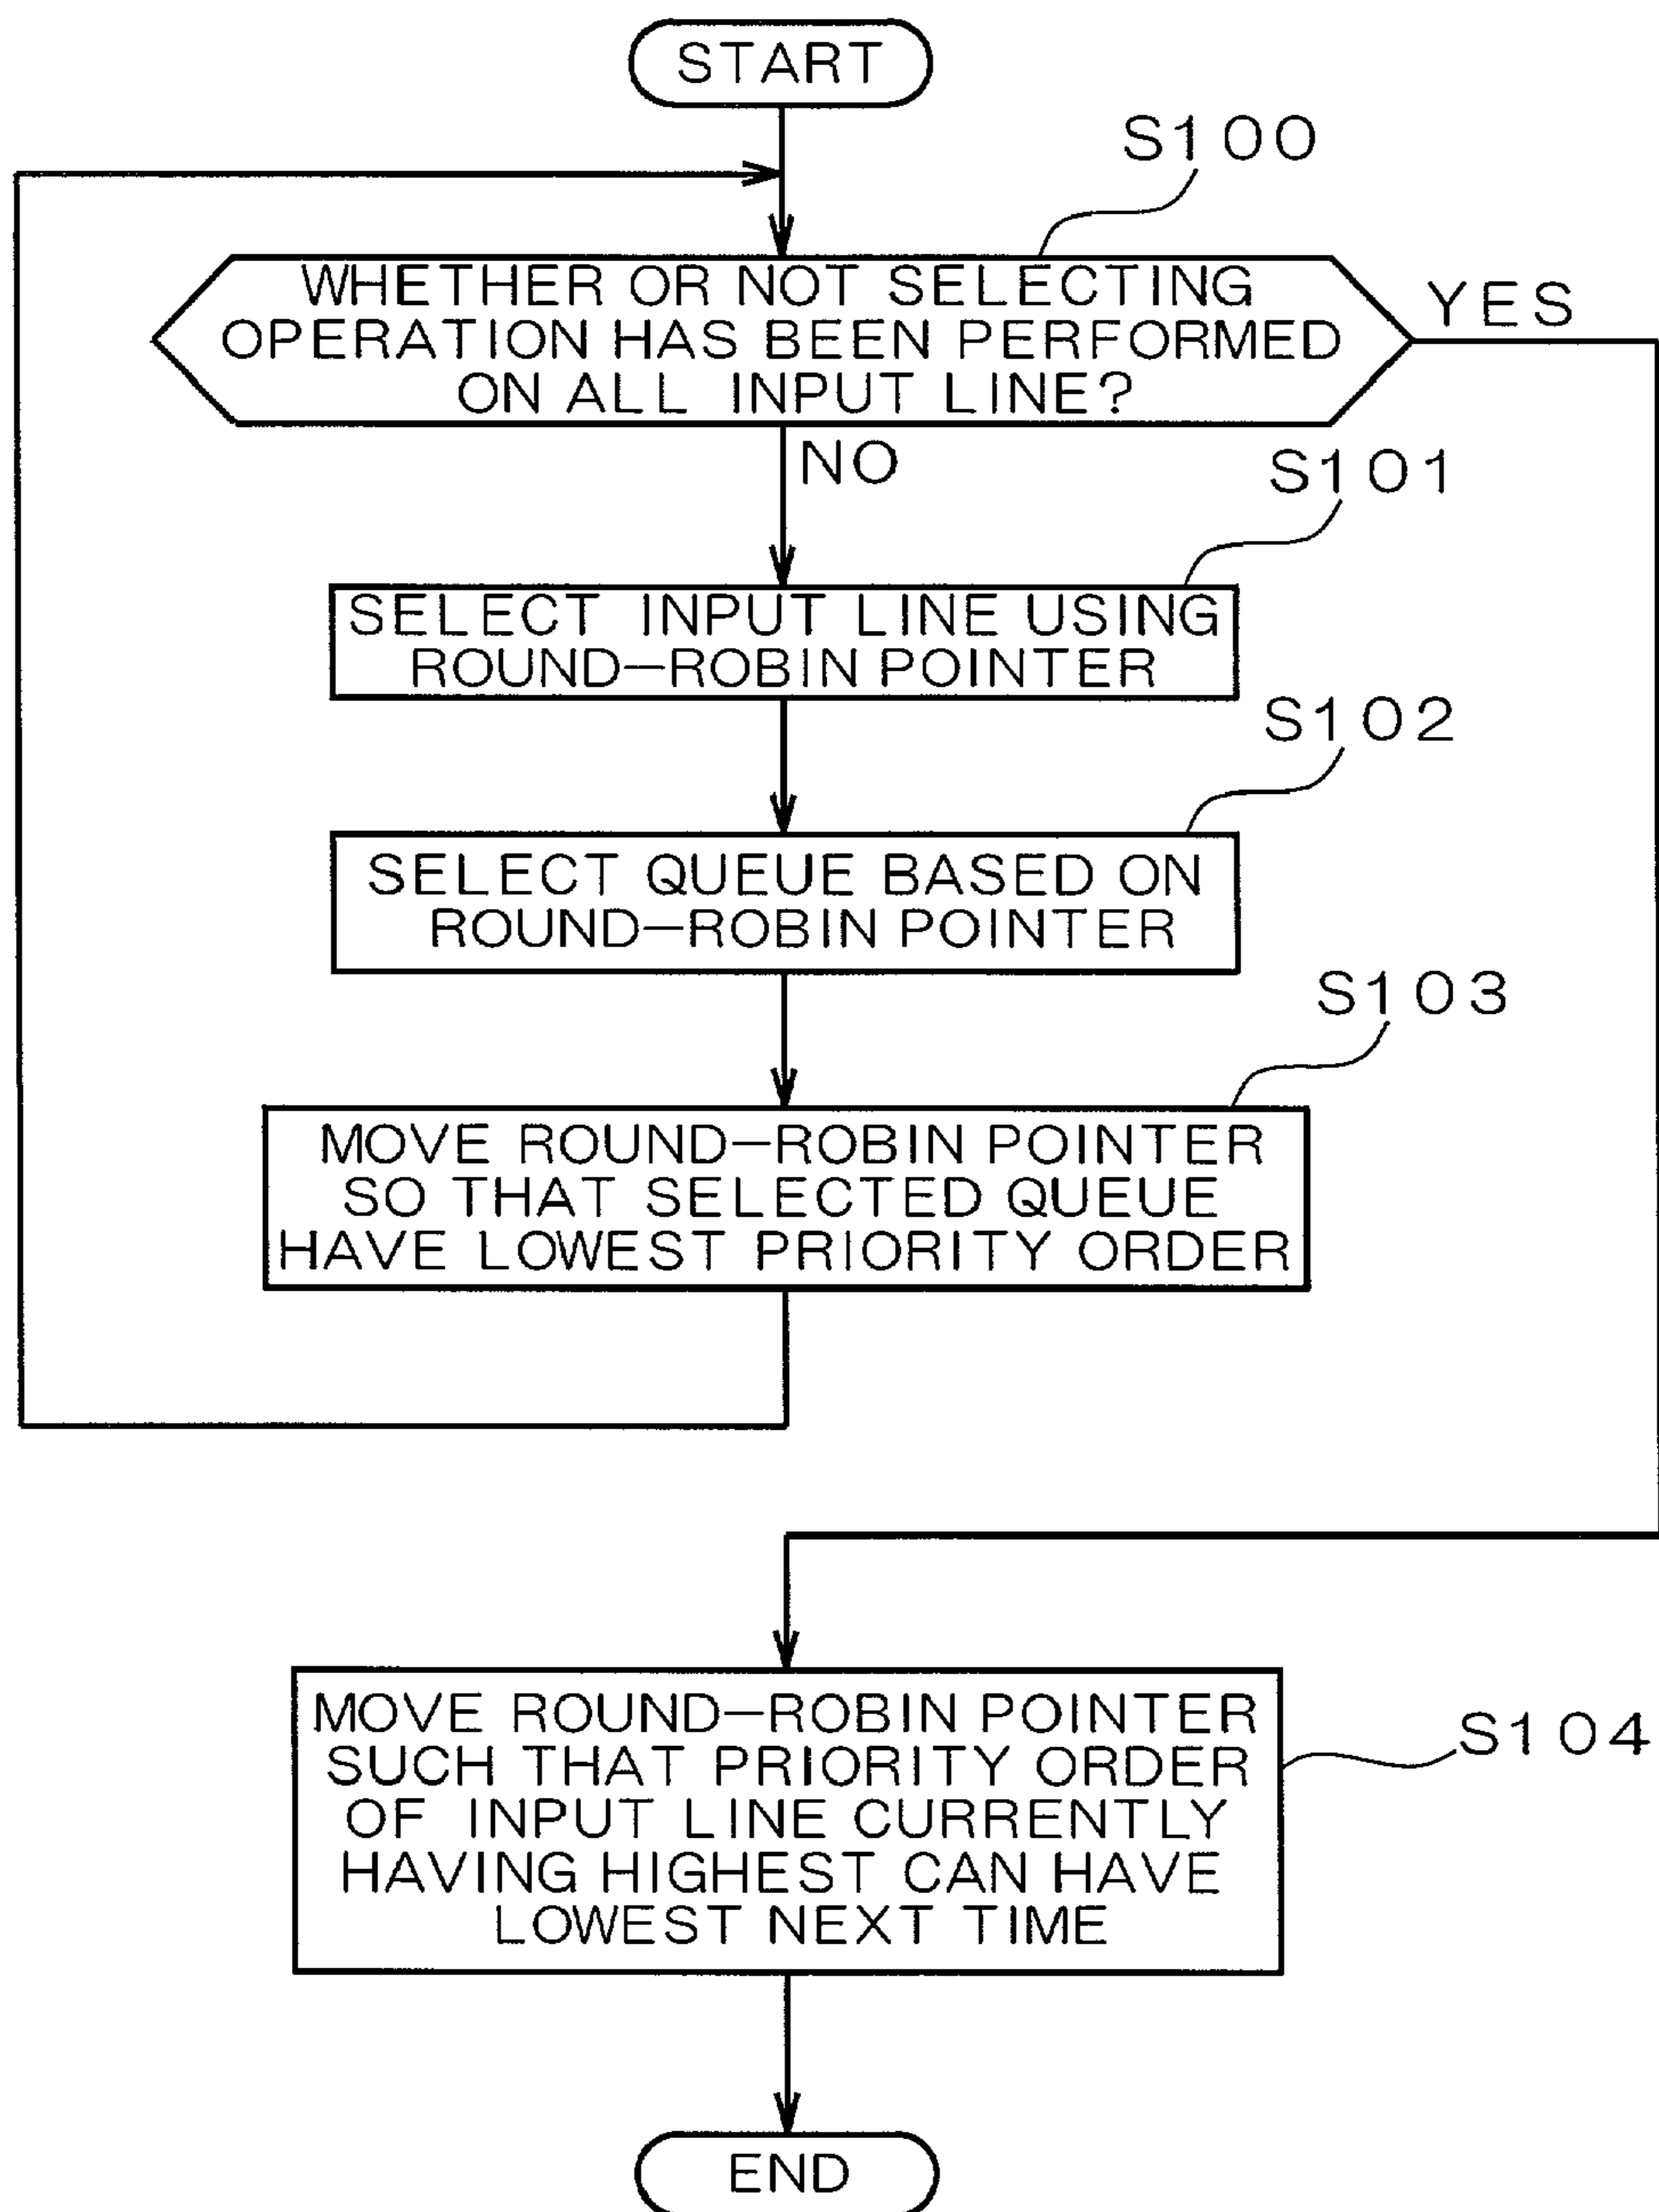 START
S100
WHETHER OR NOT SELECTING
OPERATION HAS BEEN PERFORMED
ON ALL INPUT LINE?
YES
NO
S101
SELECT INPUT LINE USING
ROUND-ROBIN POINTER
S102
SELECT QUEUE BASED ON
ROUND-ROBIN POINTER
S103
MOVE ROUND-ROBIN POINTER
SO THAT SELECTED QUEUE
HAVE LOWEST PRIORITY ORDER
MOVE ROUND-ROBIN POINTER
SUCH THAT PRIORITY ORDER
OF INPUT LINE CURRENTLY
HAVING HIGHEST CAN HAVE
LOWEST NEXT TIME
S104
END